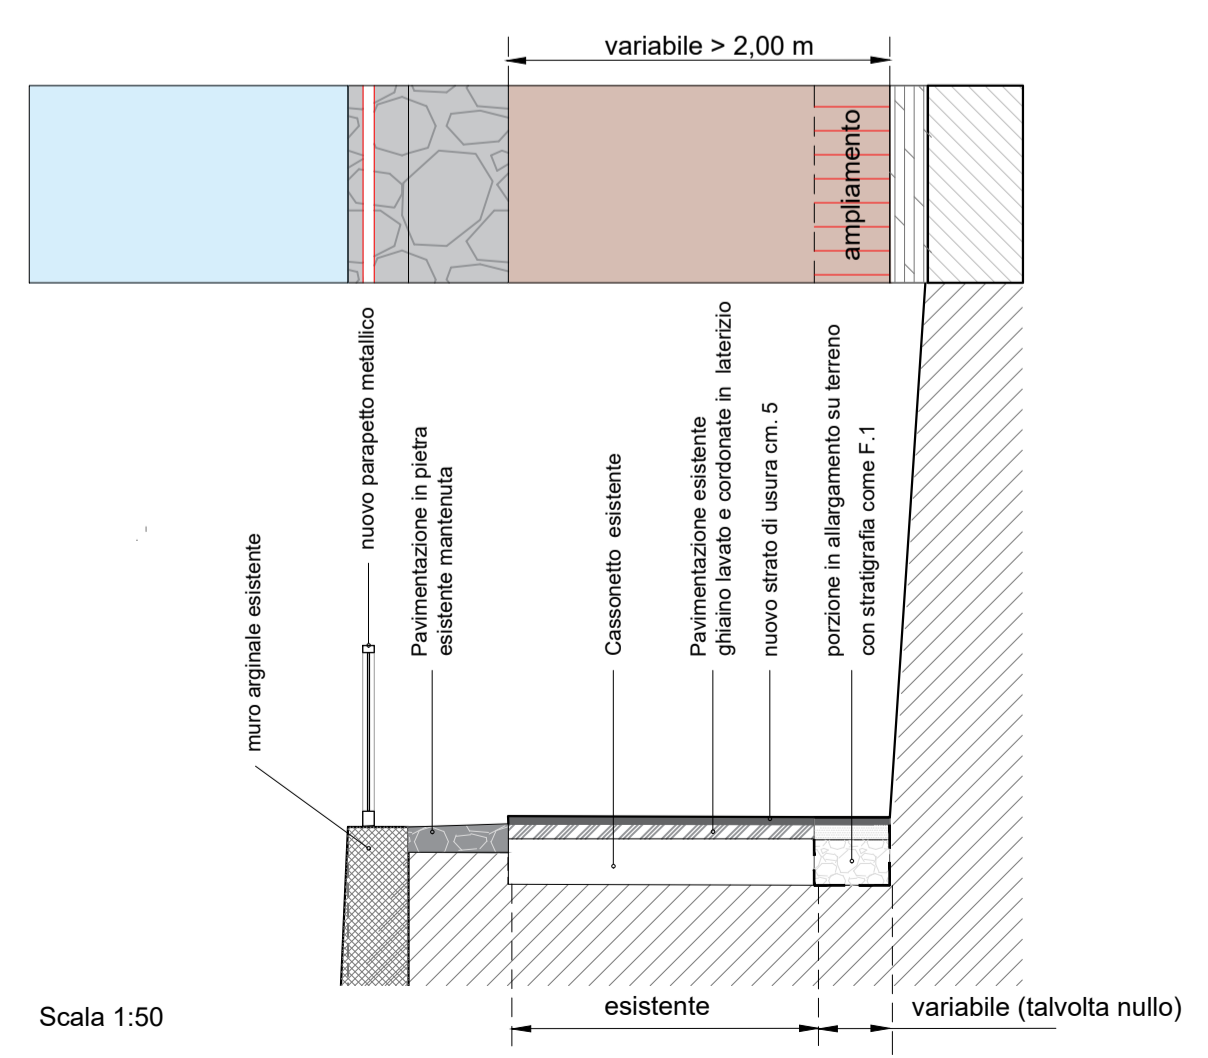 variabile > 2,00 m
ampliamento
muro arginale esistente
nuovo parapetto metallico
Pavimentazione in pietra
esistente mantenuta
Cassonetto esistente
Pavimentazione esistente
ghiaino lavato e cordonate in laterizio
nuovo strato di usura cm. 5
porzione in allargamento su terreno
con stratigrafia come F.1
Scala 1:50
esistente
variabile (talvolta nullo)